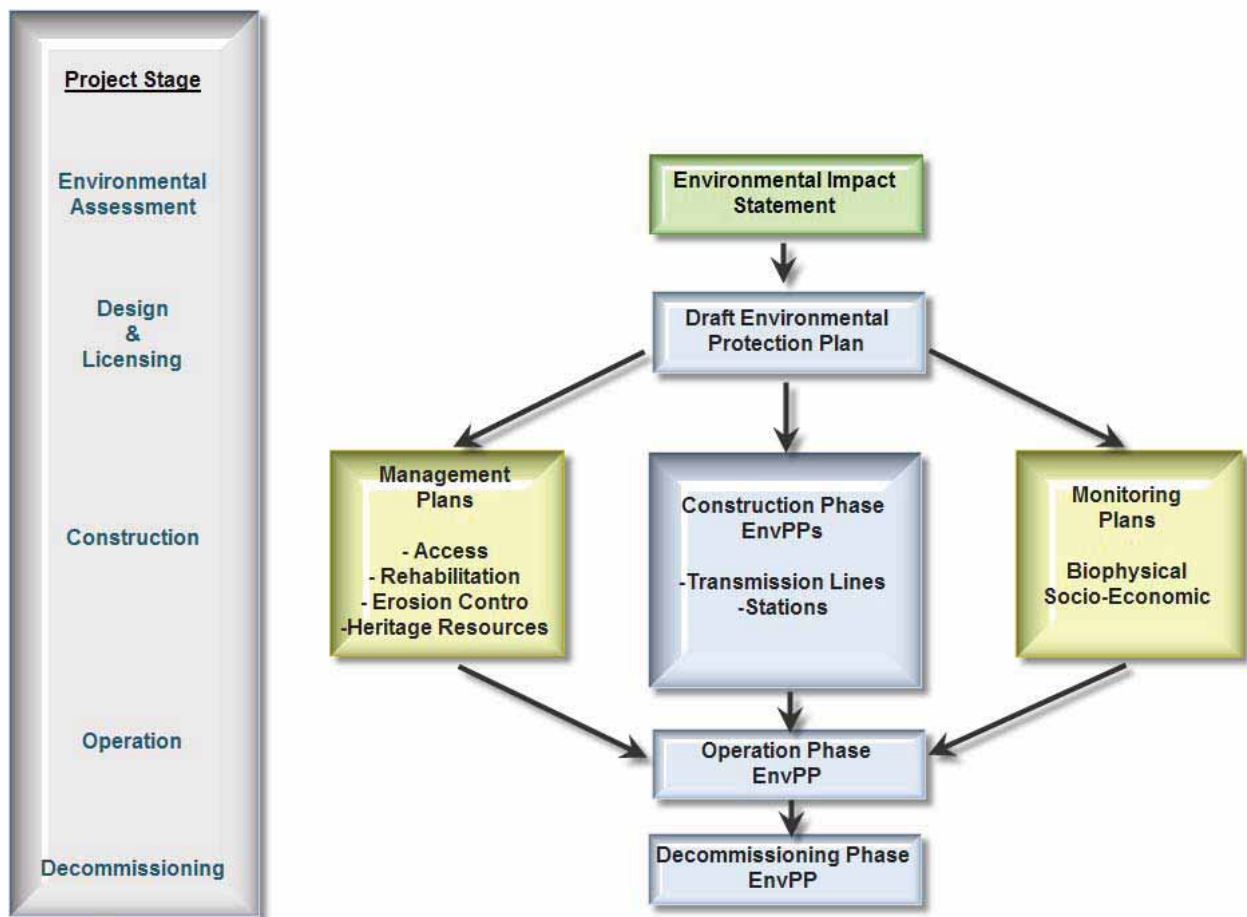 Project Stage
Environmental
Assessment
Design
&
Licensing
Construction
Operation
Decommissioning
Environmental Impact
Statement
Draft Environmental
Protection Plan
Management
Plans
- Access
- Rehabilitation
- Erosion Contro
-Heritage Resources
Construction Phase
EnvPPs
-Transmission Lines
-Stations
Monitoring
Plans
Biophysical
Socio-Economic
Operation Phase
EnvPP
Decommissioning Phase
EnvPP